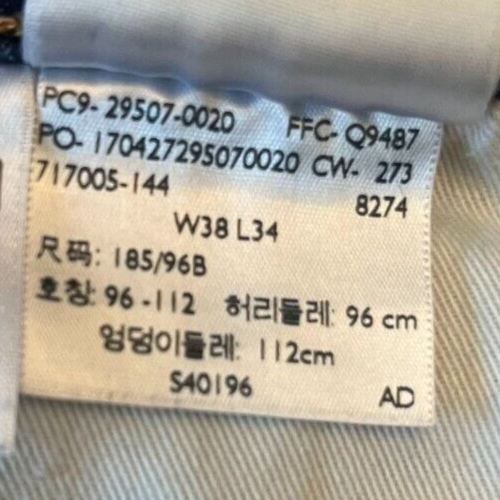 PC9- 29507-0020 FFC- Q9487
PO- 170427295070020 CW- 273
717005-144 8274
W38 L34
尺码: 185/96B
호칭: 96 -112 허리둘레: 96 cm
엉덩이둘레: 112cm
S40196 AD